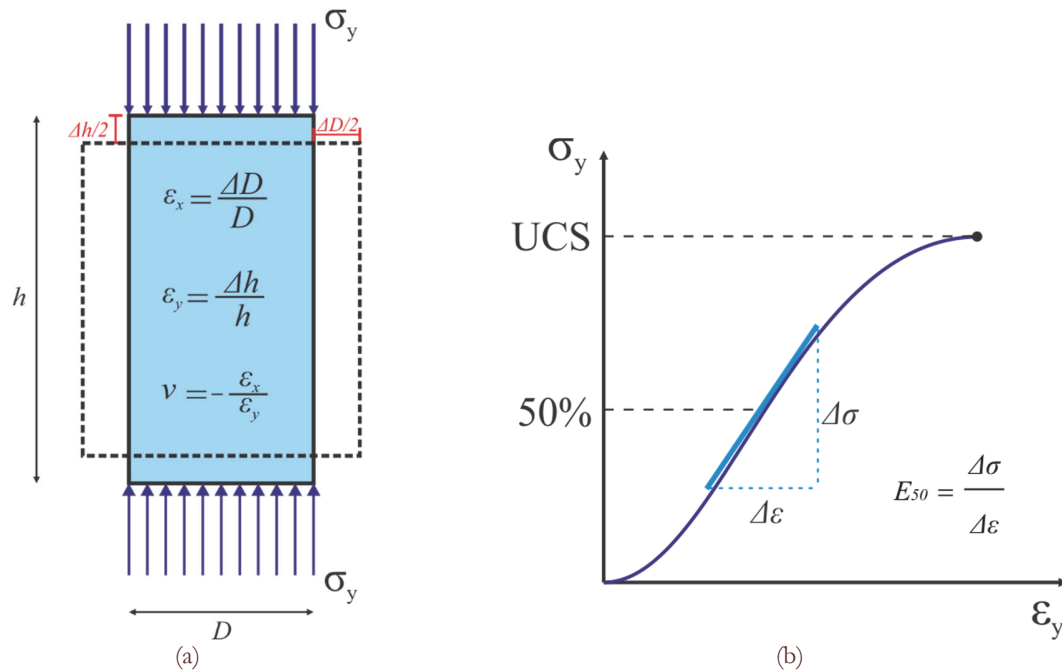 σy
Δh/2
ΔD/2
εx = ΔD/D
h
εy = Δh/h
ν = - εx/εy
σy
D
(a)
σy
UCS
50%
Δσ
Δε
E50 = Δσ/Δε
εy
(b)